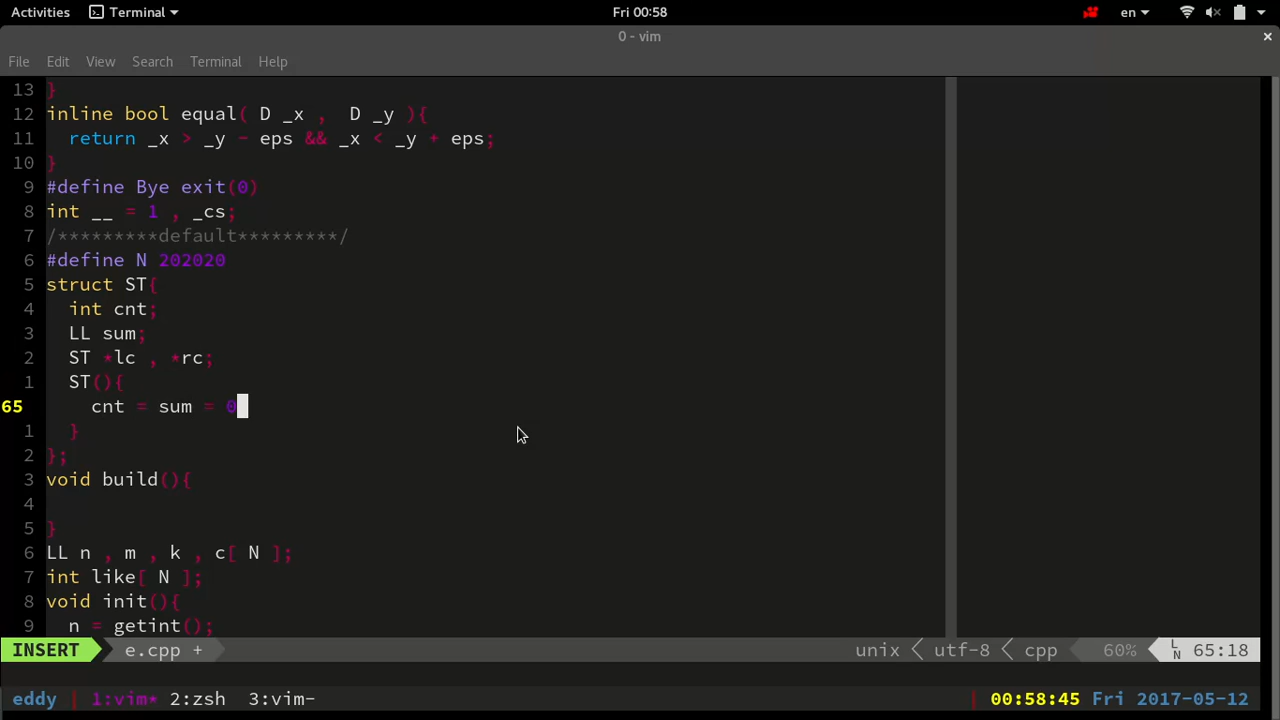 Activities Terminal Fri 00:58 en
0 - vim ×
File Edit View Search Terminal Help
13 }
12 inline bool equal( D _x ,  D _y ){
11   return _x > _y - eps && _x < _y + eps;
10 }
9 #define Bye exit(0)
8 int __ = 1 , _cs;
7 /*********default*********/
6 #define N 202020
5 struct ST{
4   int cnt;
3   LL sum;
2   ST *lc , *rc;
1   ST(){
65     cnt = sum = 0
1   }
2 };
3 void build(){
4
5 }
6 LL n , m , k , c[ N ];
7 int like[ N ];
8 void init(){
9   n = getint();
INSERT e.cpp + unix utf-8 cpp 60% LN 65:18
eddy 1:vim* 2:zsh 3:vim- 00:58:45 Fri 2017-05-12